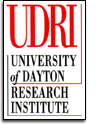 UDRI
UNIVERSITY
of DAYTON
RESEARCH
INSTITUTE